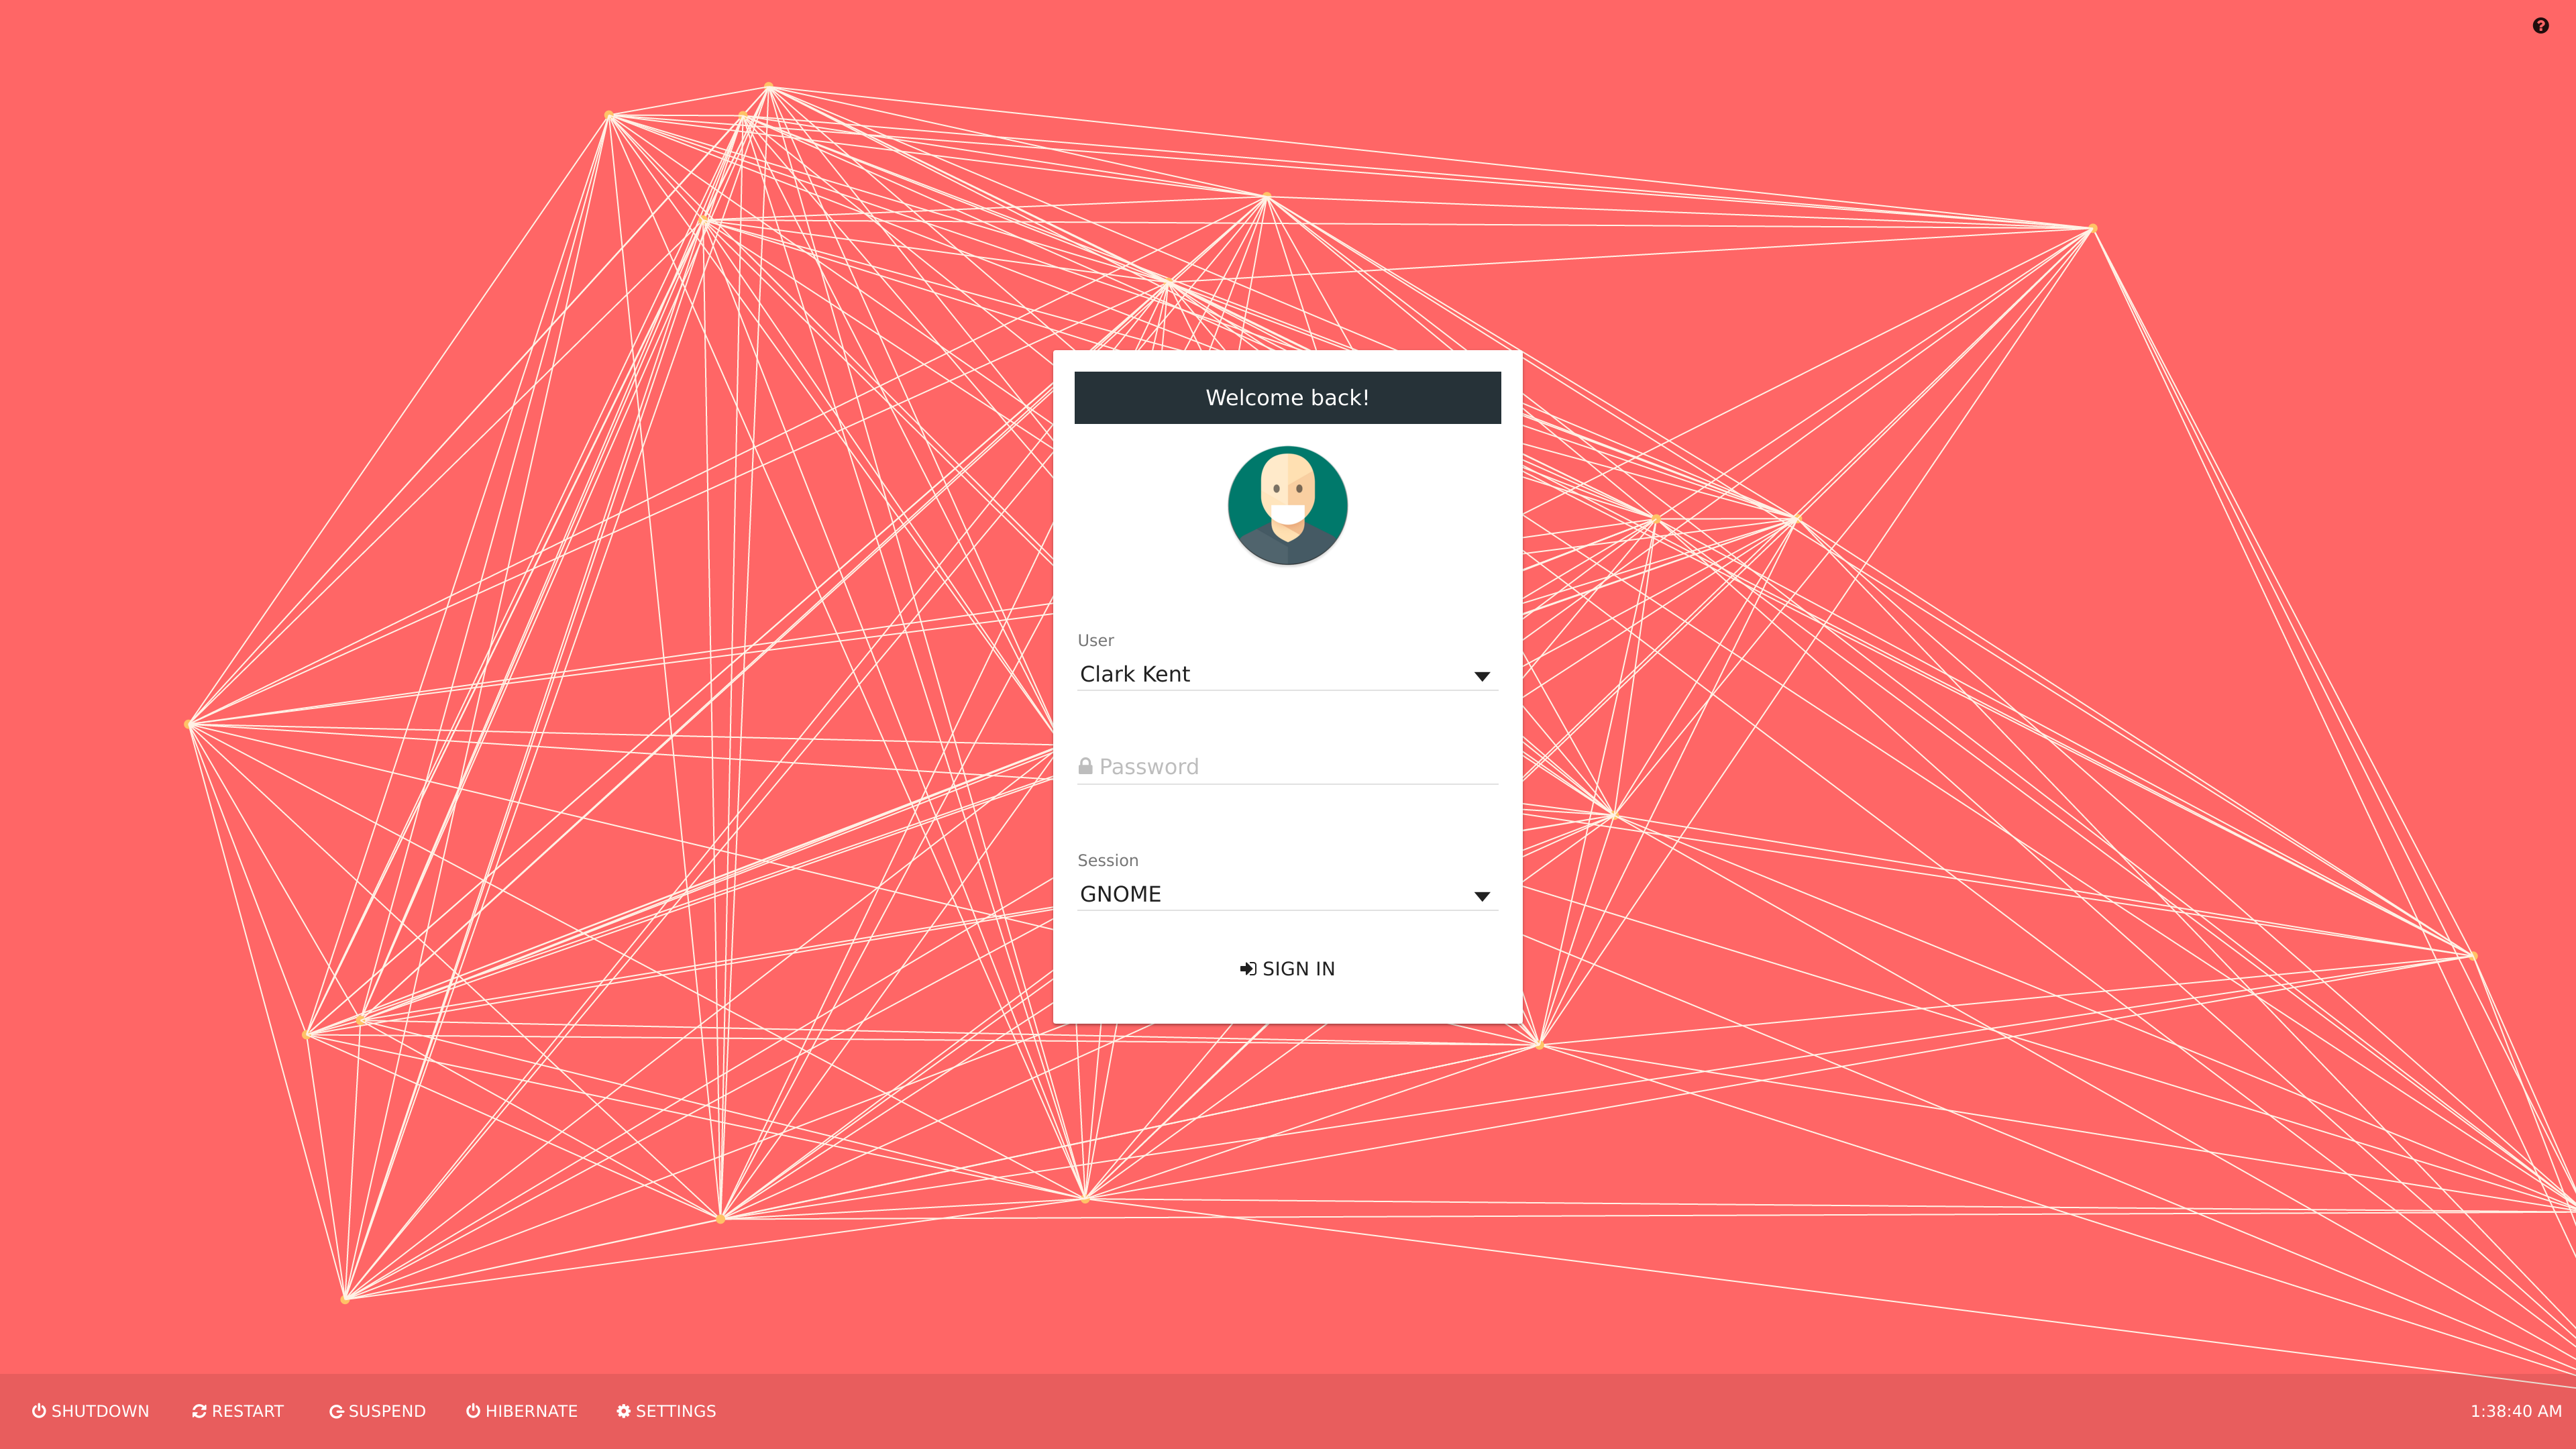 Welcome back!
User
Clark Kent
Password
Session
GNOME
SIGN IN
SHUTDOWN RESTART SUSPEND HIBERNATE SETTINGS 1:38:40 AM